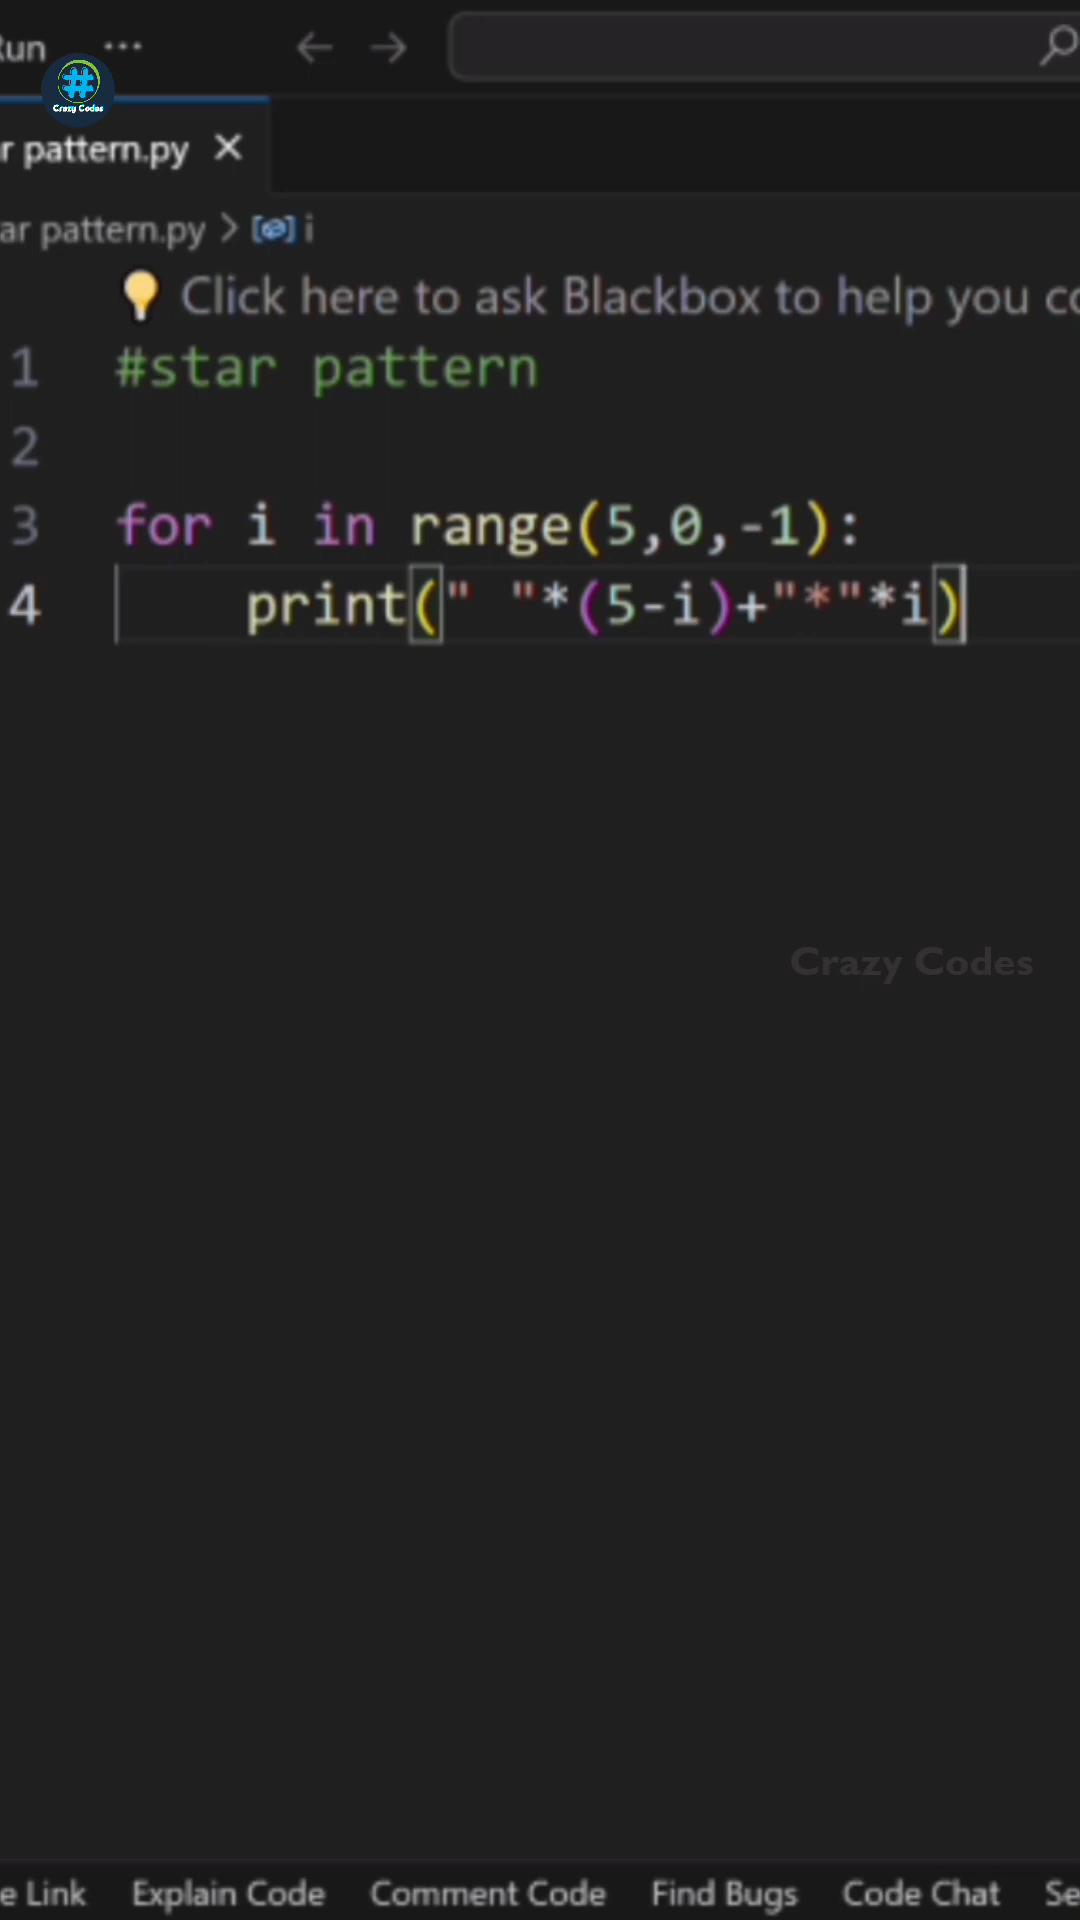 Run ...
# Crazy Codes
r pattern.py
ar pattern.py > i
Click here to ask Blackbox to help you co
1 #star pattern
2
3 for i in range(5,0,-1):
4     print(" "*(5-i)+"*"*i)
Crazy Codes
e Link Explain Code Comment Code Find Bugs Code Chat Se